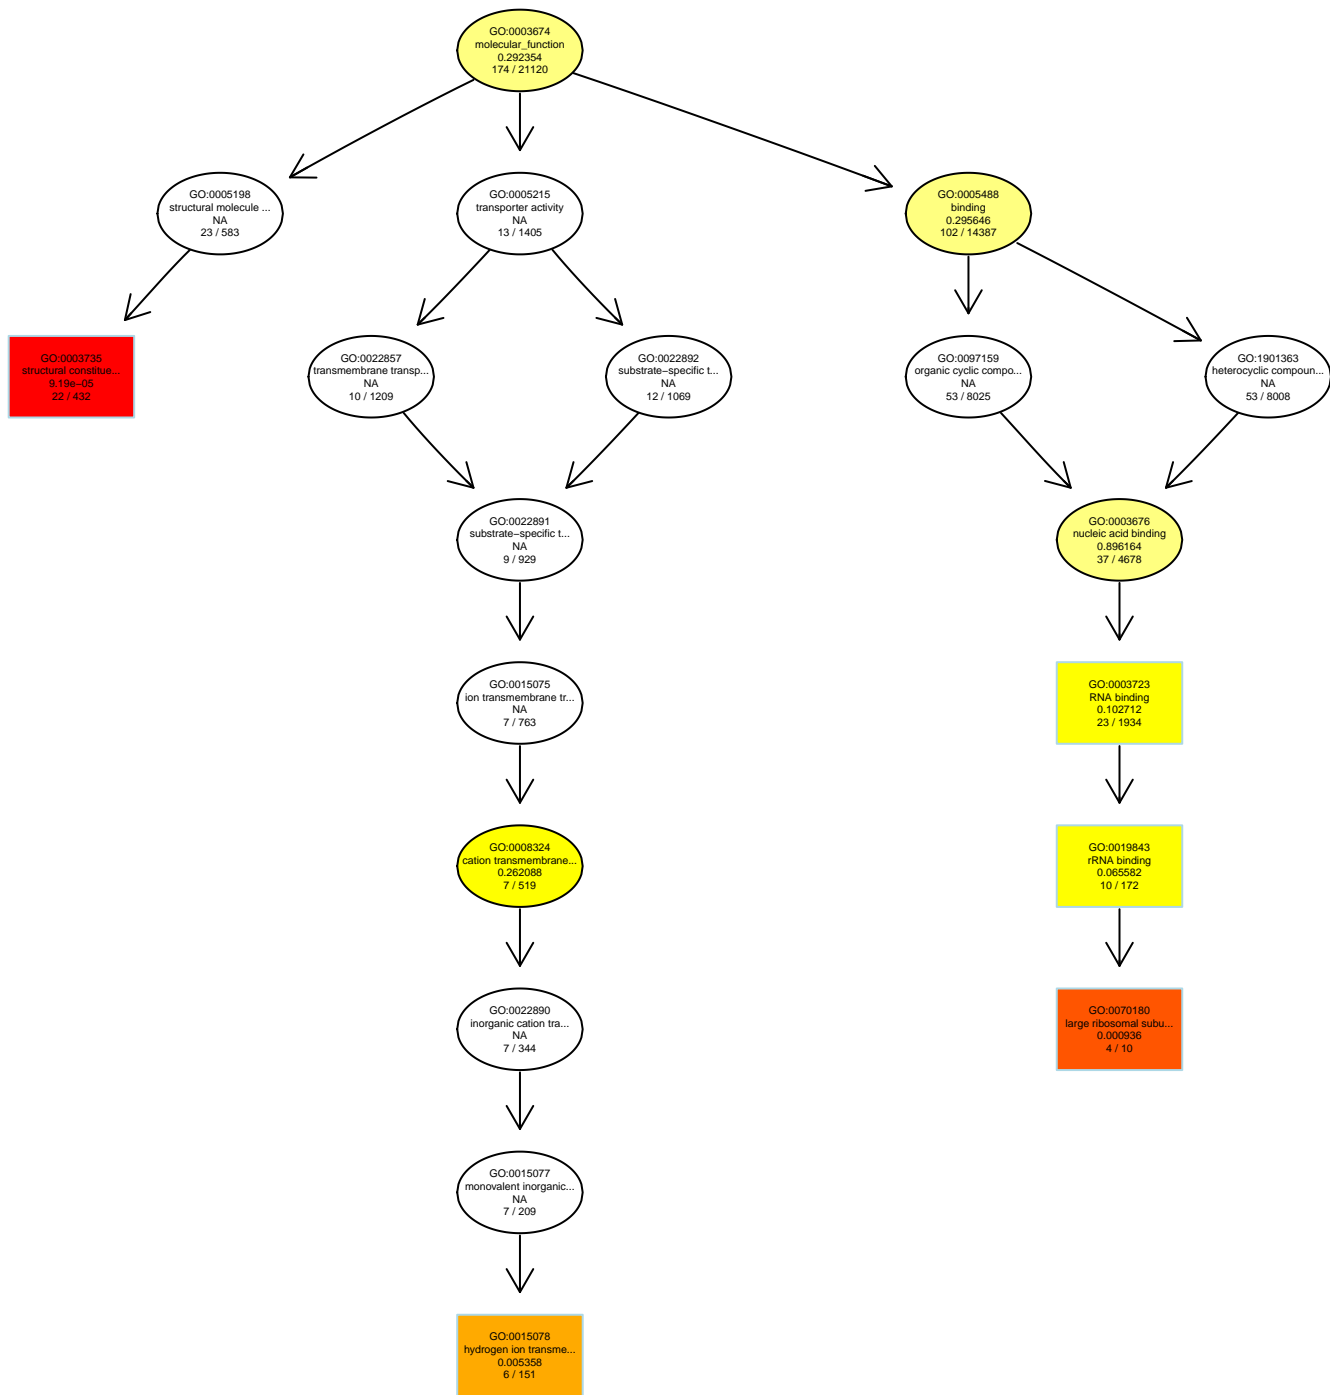 GO:0003674
molecular_function
0.292354
174 / 21120
GO:0005198
structural molecule ...
NA
23 / 583
GO:0005215
transporter activity
NA
13 / 1405
GO:0005488
binding
0.295646
102 / 14387
GO:0003735
structural constitue...
9.19e−05
22 / 432
GO:0022857
transmembrane transp...
NA
10 / 1209
GO:0022892
substrate−specific t...
NA
12 / 1069
GO:0097159
organic cyclic compo...
NA
53 / 8025
GO:1901363
heterocyclic compoun...
NA
53 / 8008
GO:0022891
substrate−specific t...
NA
9 / 929
GO:0003676
nucleic acid binding
0.896164
37 / 4678
GO:0015075
ion transmembrane tr...
NA
7 / 763
GO:0003723
RNA binding
0.102712
23 / 1934
GO:0008324
cation transmembrane...
0.262088
7 / 519
GO:0019843
rRNA binding
0.065582
10 / 172
GO:0022890
inorganic cation tra...
NA
7 / 344
GO:0070180
large ribosomal subu...
0.000936
4 / 10
GO:0015077
monovalent inorganic...
NA
7 / 209
GO:0015078
hydrogen ion transme...
0.005358
6 / 151